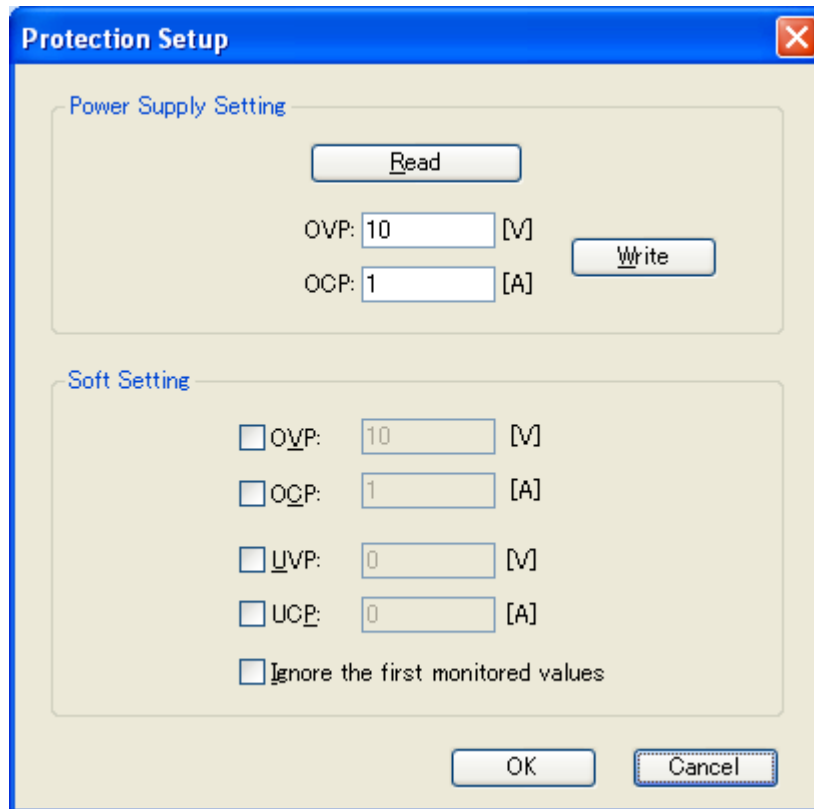 Protection Setup
Power Supply Setting
Read
OVP: 10 [V]
Write
OCP: 1 [A]
Soft Setting
OVP: 10 [V]
OCP: 1 [A]
UVP: 0 [V]
UCP: 0 [A]
Ignore the first monitored values
OK Cancel